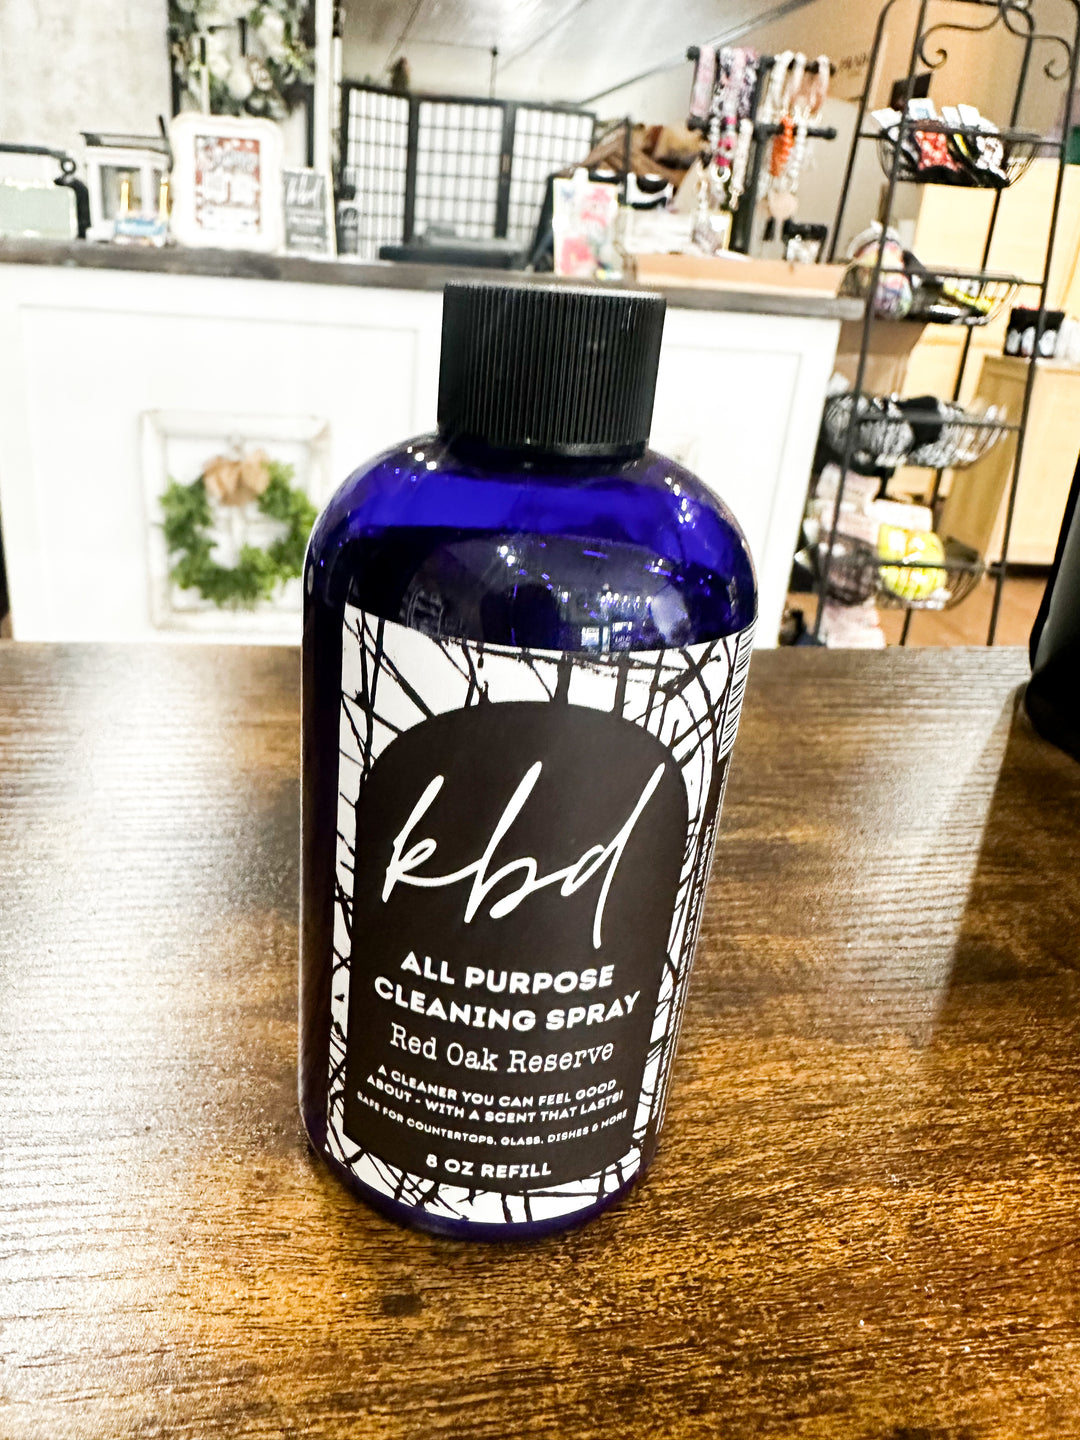 kbd
ALL PURPOSE
CLEANING SPRAY
Red Oak Reserve
A CLEANER YOU CAN FEEL GOOD
ABOUT - WITH A SCENT THAT LASTS!
SAFE FOR COUNTERTOPS, GLASS, DISHES & MORE
8 OZ REFILL